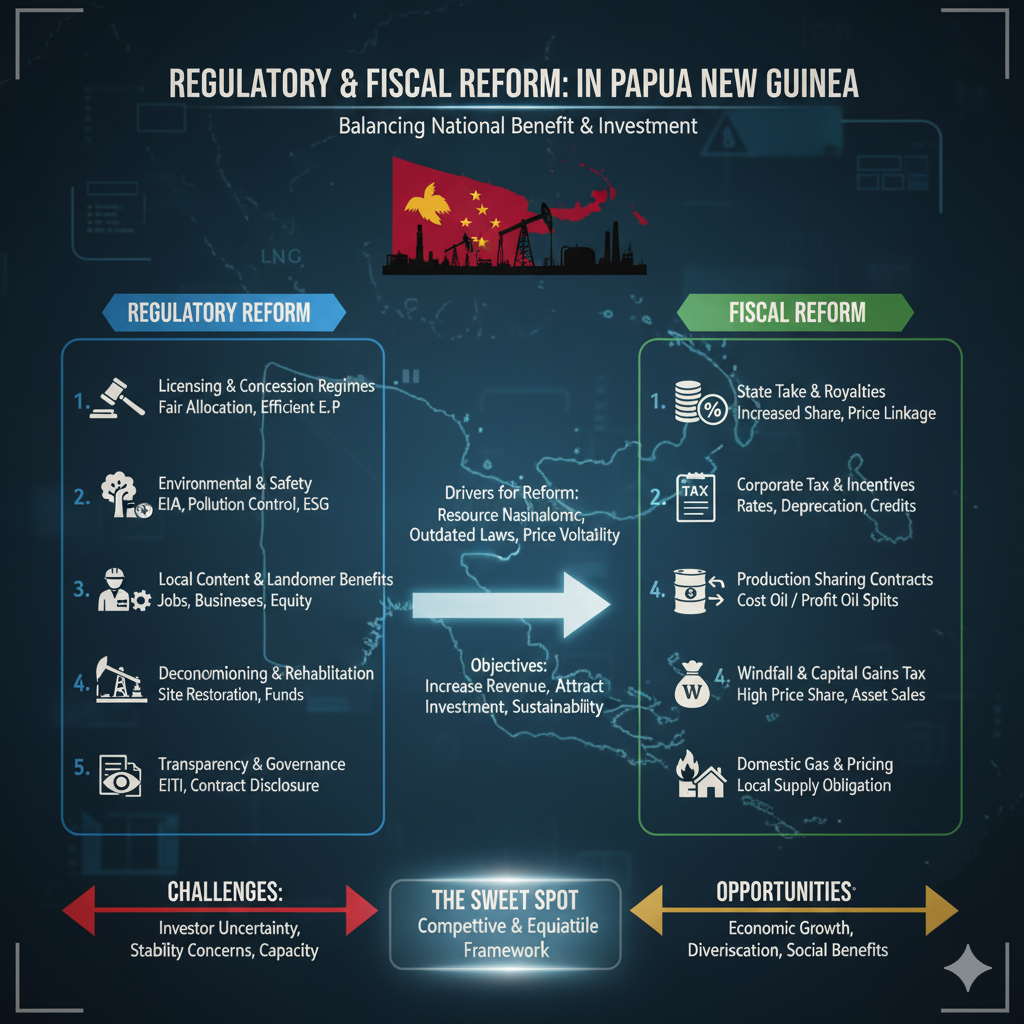 REGULATORY & FISCAL REFORM: IN PAPUA NEW GUINEA
Balancing National Benefit & Investment
LNG
REGULATORY REFORM
1. Licensing & Concession Regimes
Fair Allocation, Efficient E.P
2. Environmental & Safety
EIA, Pollution Control, ESG
3. Local Content & Landomer Benefits
Jobs, Busineses, Equity
4. Deconomioning & Rehablitation
Site Restoration, Funds
5. Transparency & Governance
EITI, Contract Disclosure
Drivers for Reform:
Resource Nasinalomc,
Outdated Laws, Price Voltality
Objectives:
Increase Revenue, Attract
Investment, Sustainability
FISCAL REFORM
1. % State Take & Royalties
Increased Share, Price Linkage
2. TAX Corporate Tax & Incentives
Rates, Deprecation, Credits
4. Production Sharing Contracts
Cost Oil / Profit Oil Splits
W 4. Windfall & Capital Gains Tax
High Price Share, Asset Sales
Domestic Gas & Pricing
Local Supply Obligation
CHALLENGES:
Investor Uncertainty,
Stability Concerns, Capacity
THE SWEET SPOT
Competive & Equiatile
Framework
OPPORTUNITIES
Economic Growth,
Diveriscation, Social Benefits